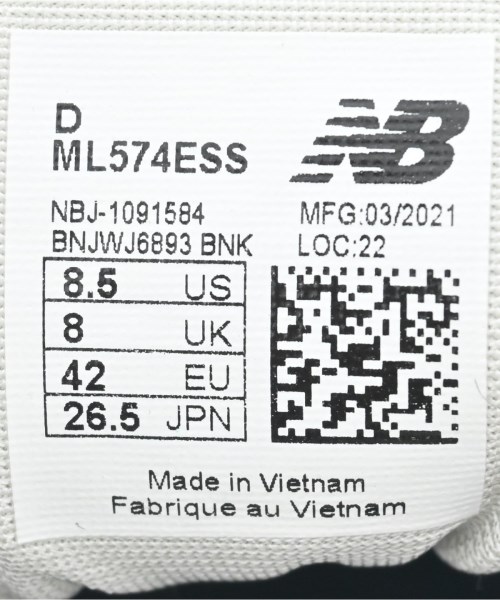 D
ML574ESS
NB
NBJ-1091584
MFG:03/2021
BNJWJ6893 BNK
LOC:22
8.5 US
8 UK
42 EU
26.5 JPN
Made in Vietnam
Fabrique au Vietnam